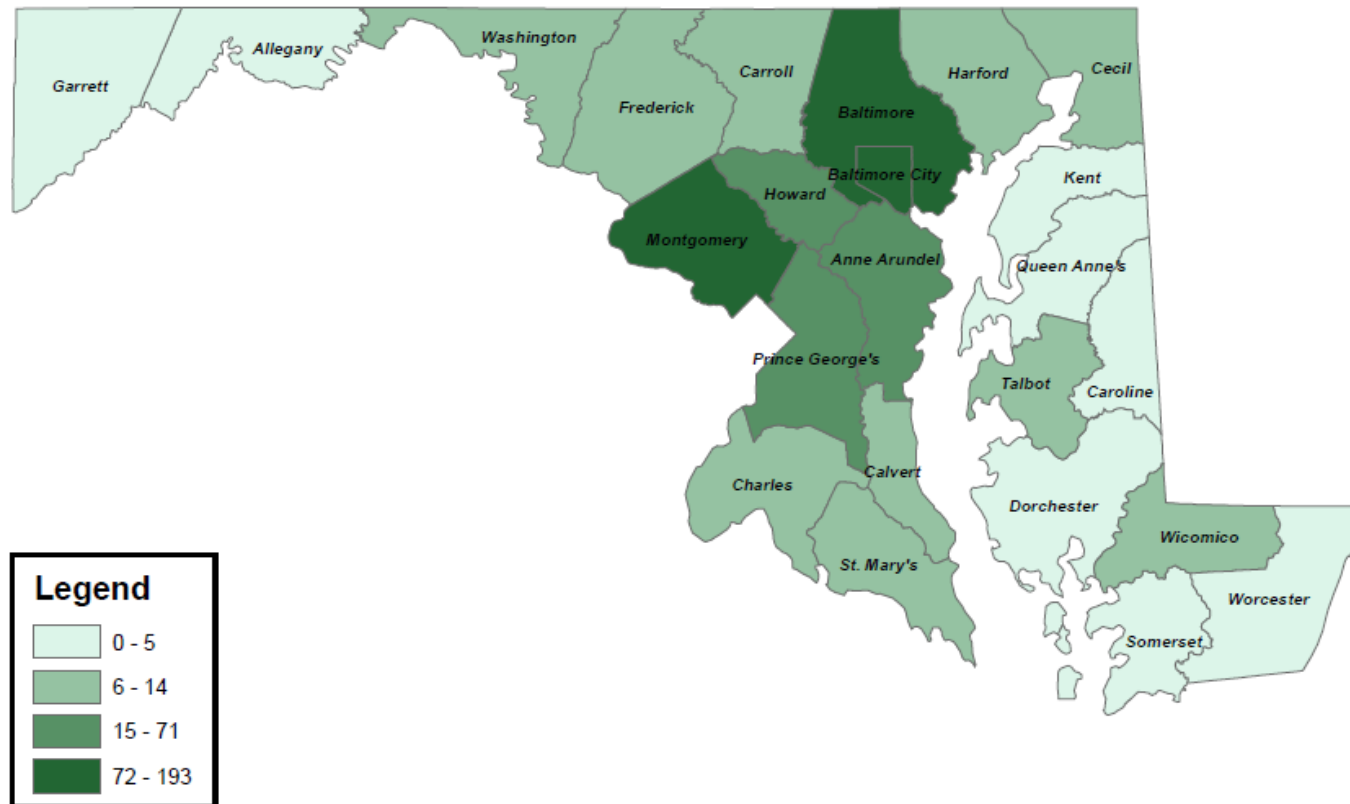 Garrett
Allegany
Washington
Frederick
Carroll
Baltimore
Harford
Cecil
Baltimore City
Howard
Montgomery
Anne Arundel
Kent
Queen Anne's
Prince George's
Talbot
Caroline
Charles
Calvert
St. Mary's
Dorchester
Wicomico
Worcester
Somerset
Legend
0 - 5
6 - 14
15 - 71
72 - 193